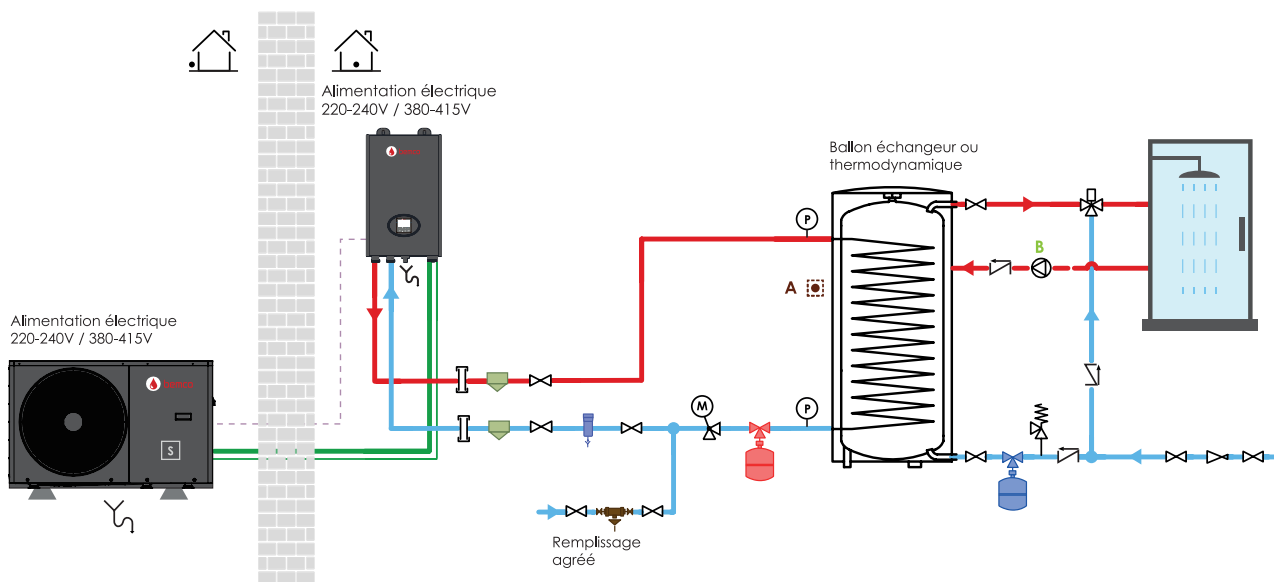 Alimentation électrique
220-240V / 380-415V
Ballon échangeur ou
thermodynamique
P
B
A
Alimentation électrique
220-240V / 380-415V
M
P
S
Remplissage
agréé